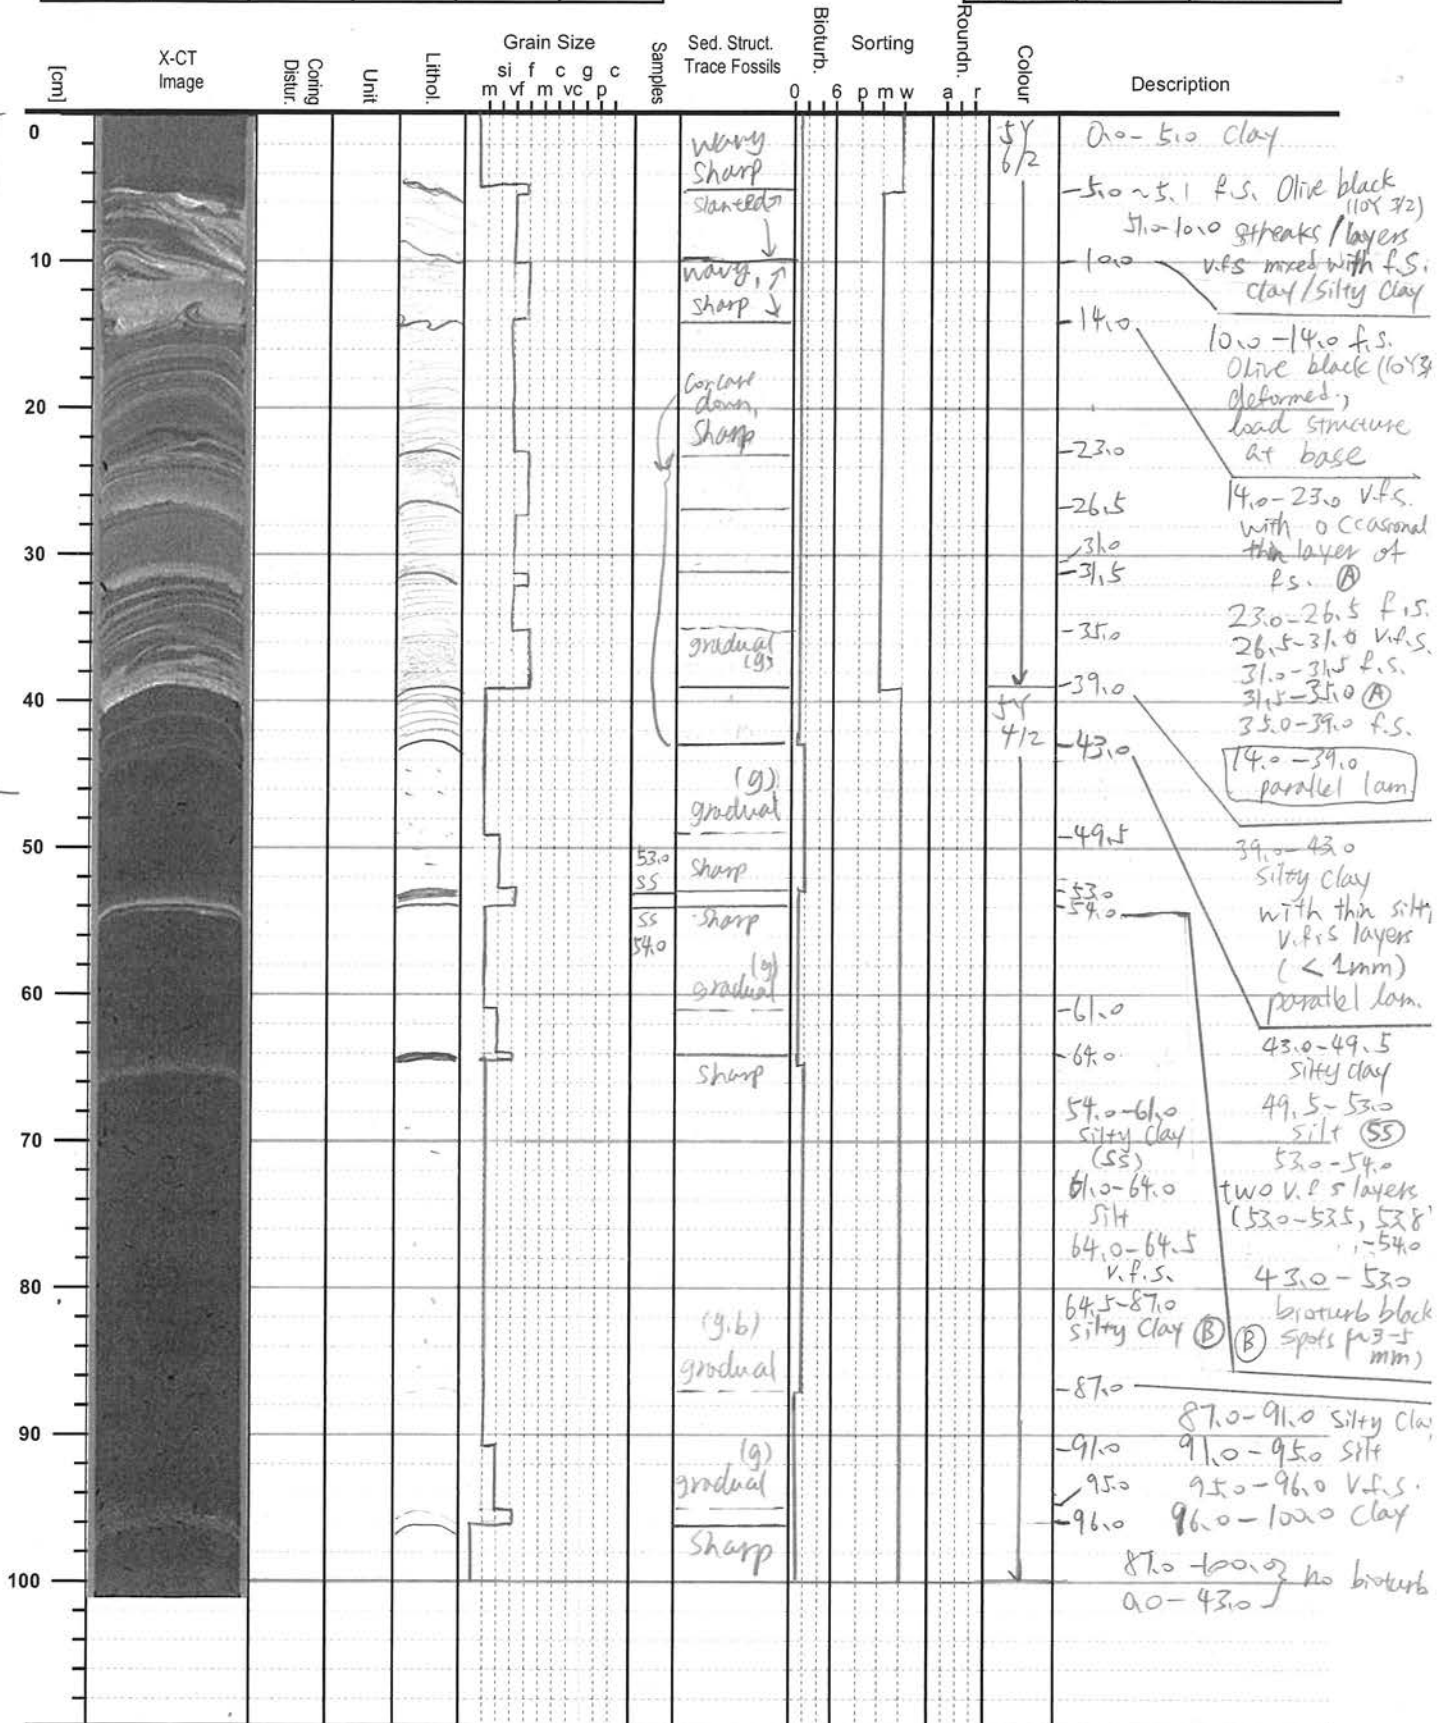 [cm]
X-CT
Image
Coring
Distur.
Unit
Lithol.
Grain Size
si f c g c
m vf m vc p
Samples
Sed. Struct.
Trace Fossils
Bioturb.
0 6
Sorting
p m w
Roundn.
a r
Colour
Description
0
10
20
30
40
50
60
70
80
90
100
53.0
SS
SS
54.0
wavy
Sharp
slanted
wavy,
sharp
Concave
down,
Sharp
gradual
(g)
(g)
gradual
sharp
sharp
(g)
gradual
sharp
(g.b)
gradual
(g)
gradual
Sharp
5Y
6/2
5Y
4/2
0.0 - 5.0 Clay
-5.0 ~ 5.1 f.s. Olive black
(10Y 3/2)
5.1.0-10.0 streaks/layers
-10.0 v.fs mixed with f.s.
clay/Silty Clay
-14.0
10.0 - 14.0 f.s.
Olive black (10Y3
deformed,
load structure
at base
-23.0
14.0 - 23.0 v.f.s.
-26.5
with occasional
31.0
thin layer of
-31.5
f.s. (A)
23.0-26.5 f.s.
-35.0
26.5-31.0 v.f.s.
31.0-31.5 f.s.
-39.0
31.5-35.0 (A)
35.0-39.0 f.s.
-43.0
14.0-39.0
parallel lam.
-49.5
39.0-43.0
silty clay
-53.0
-54.0
with thin silt,
v.f.s layers
(<1mm)
parallel lam.
-61.0
-64.0
43.0-49.5
silty clay
49.5-53.0
silt (SS)
53.0-54.0
two v.f s layers
(53.0-53.5, 53.8
-54.0
43.0-53.0
bioturb black
(B) spots (~3-5
mm)
54.0-61.0
silty clay
(SS)
61.0-64.0
silt
64.0-64.5
v.f.s.
64.5-87.0
silty clay (B)
-87.0
87.0-91.0 Silty Cla
-91.0 91.0-95.0 silt
95.0 95.0-96.0 v.f.s.
-96.0 96.0-100.0 Clay
87.0-100.0 } no bioturb
0.0-43.0